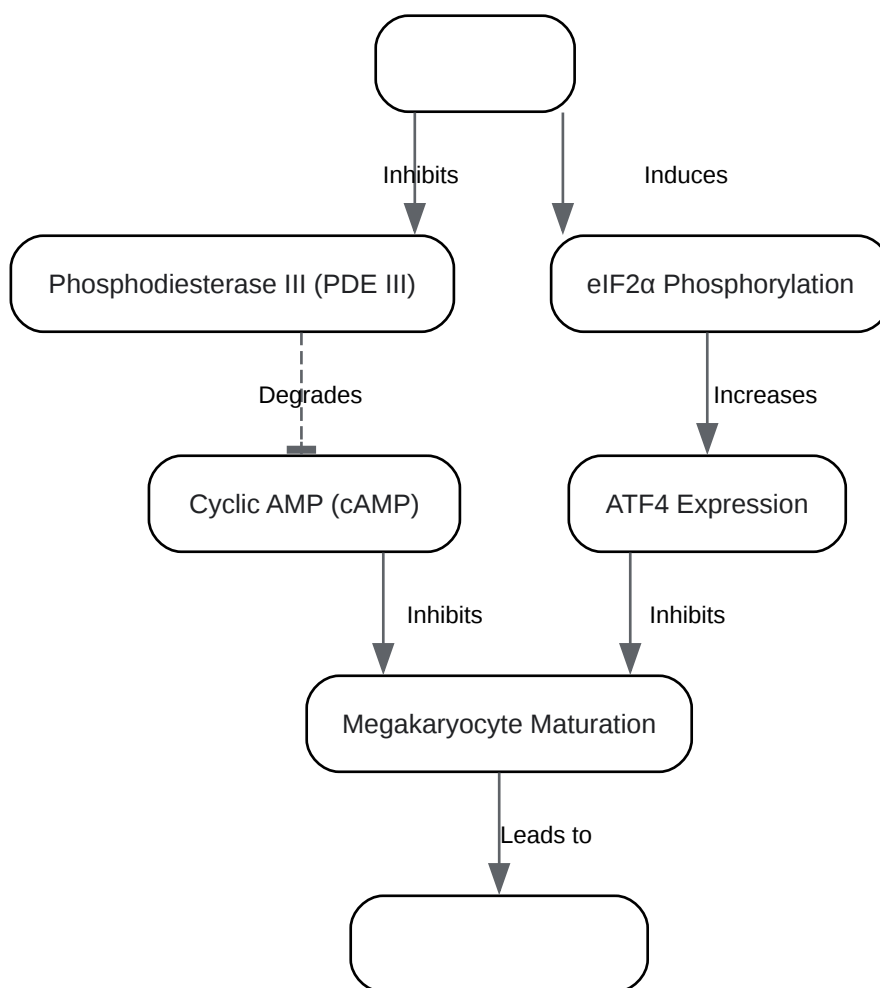 Inhibits
Induces
Phosphodiesterase III (PDE III)
eIF2α Phosphorylation
Degrades
Increases
Cyclic AMP (cAMP)
ATF4 Expression
Inhibits
Inhibits
Megakaryocyte Maturation
Leads to